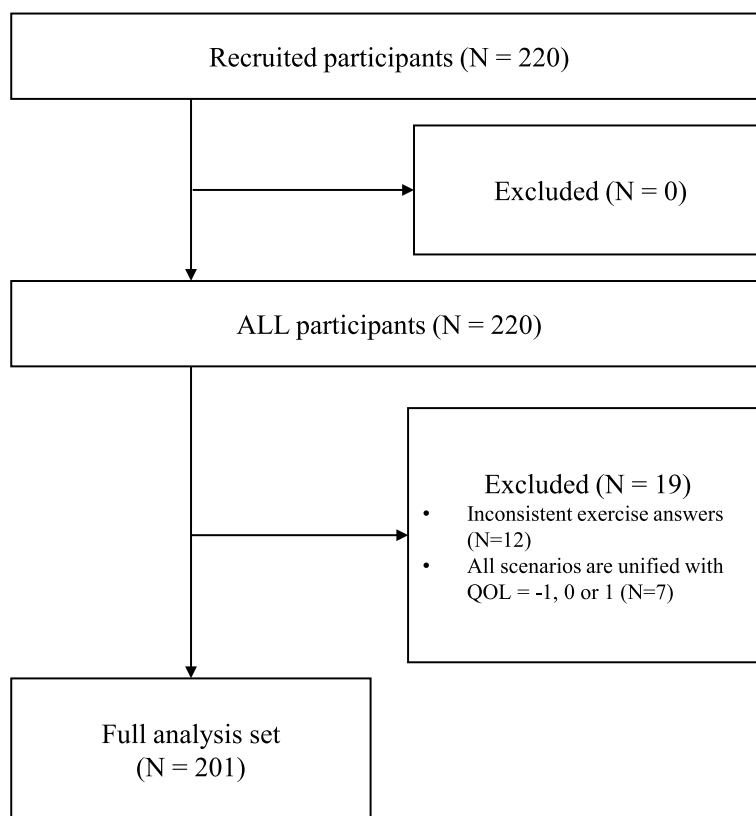 Recruited participants (N = 220)
Excluded (N = 0)
ALL participants (N = 220)
Excluded (N = 19)
• Inconsistent exercise answers
(N=12)
• All scenarios are unified with
QOL = -1, 0 or 1 (N=7)
Full analysis set
(N = 201)